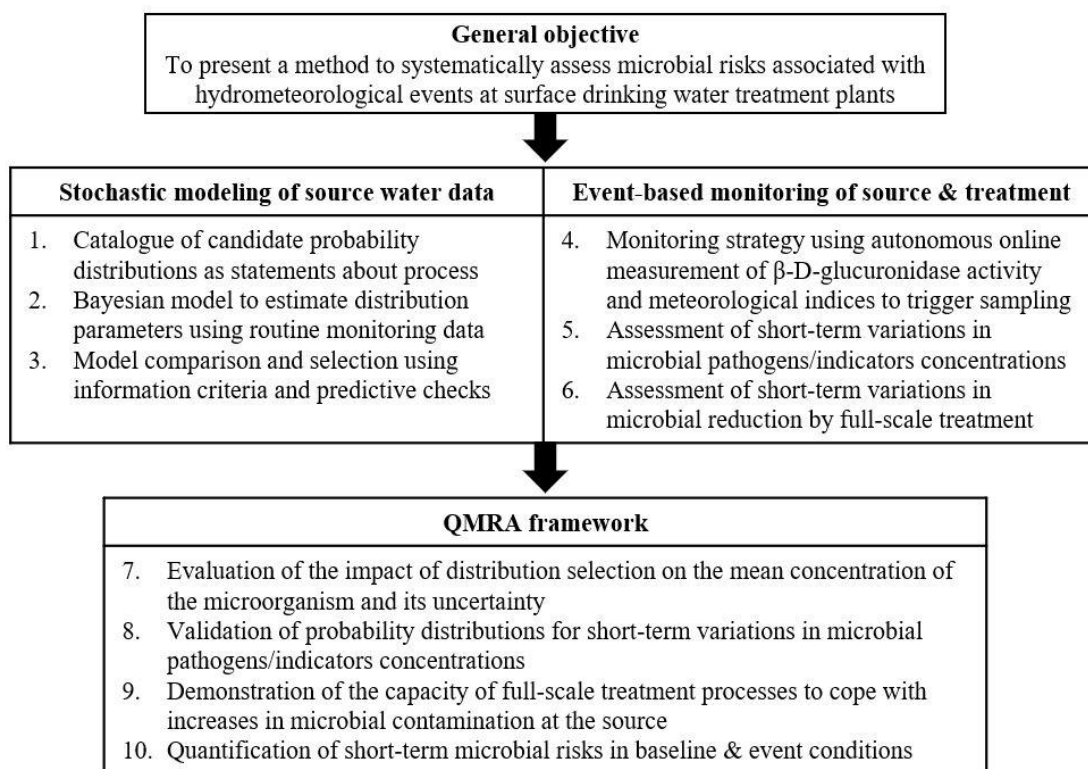 General objective
To present a method to systematically assess microbial risks associated with
hydrometeorological events at surface drinking water treatment plants
Stochastic modeling of source water data
1. Catalogue of candidate probability
distributions as statements about process
2. Bayesian model to estimate distribution
parameters using routine monitoring data
3. Model comparison and selection using
information criteria and predictive checks
Event-based monitoring of source & treatment
4. Monitoring strategy using autonomous online
measurement of β-D-glucuronidase activity
and meteorological indices to trigger sampling
5. Assessment of short-term variations in
microbial pathogens/indicators concentrations
6. Assessment of short-term variations in
microbial reduction by full-scale treatment
QMRA framework
7. Evaluation of the impact of distribution selection on the mean concentration of
the microorganism and its uncertainty
8. Validation of probability distributions for short-term variations in microbial
pathogens/indicators concentrations
9. Demonstration of the capacity of full-scale treatment processes to cope with
increases in microbial contamination at the source
10. Quantification of short-term microbial risks in baseline & event conditions